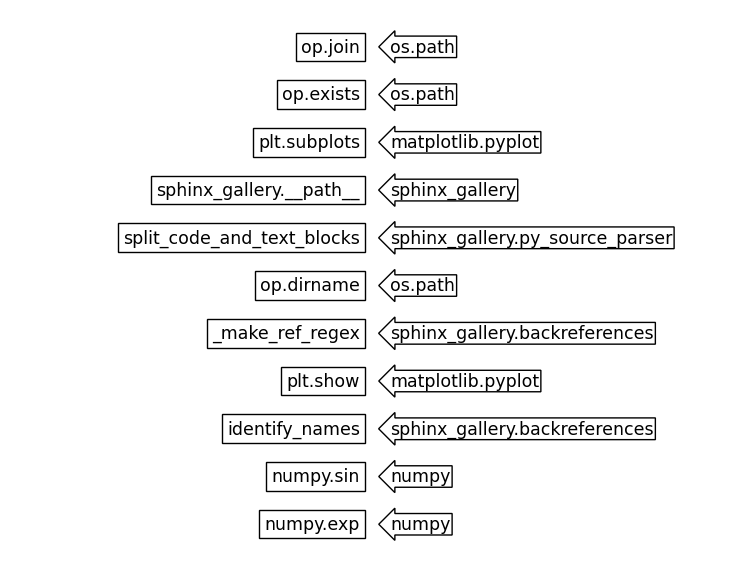 op.join os.path
op.exists os.path
plt.subplots matplotlib.pyplot
sphinx_gallery.__path__ sphinx_gallery
split_code_and_text_blocks sphinx_gallery.py_source_parser
op.dirname os.path
_make_ref_regex sphinx_gallery.backreferences
plt.show matplotlib.pyplot
identify_names sphinx_gallery.backreferences
numpy.sin numpy
numpy.exp numpy